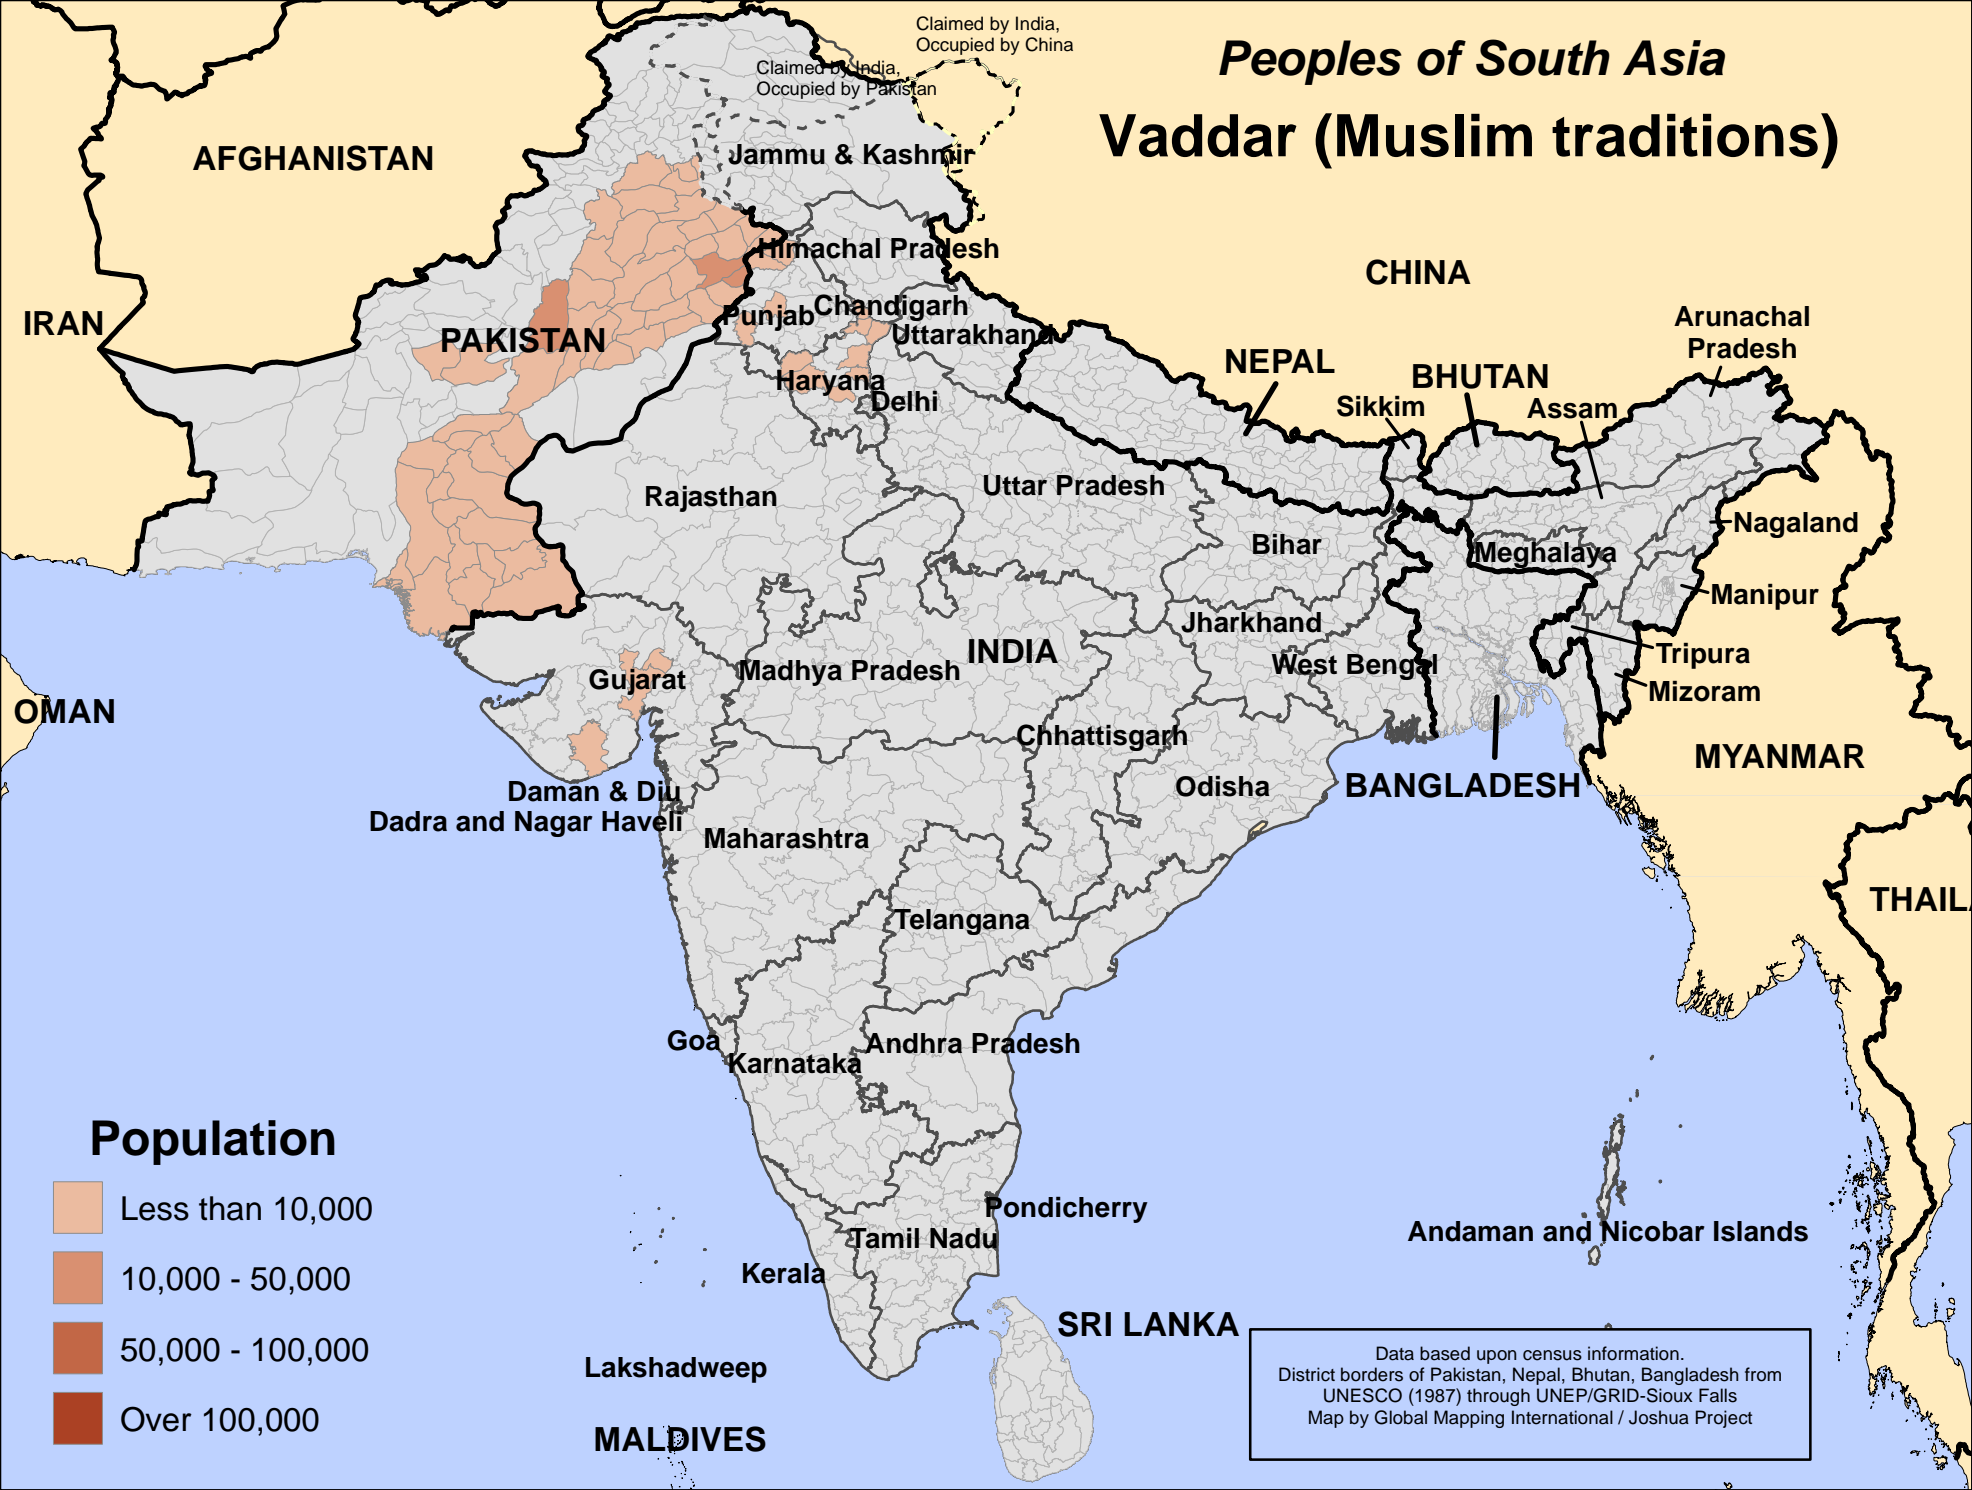 Claimed by India,
Occupied by China
Peoples of South Asia
Claimed by India,
Occupied by Pakistan
Vaddar (Muslim traditions)
AFGHANISTAN
Jammu & Kashmir
Himachal Pradesh
CHINA
IRAN
Punjab
Chandigarh
Arunachal
Pradesh
PAKISTAN
Uttarakhand
NEPAL
BHUTAN
Haryana
Delhi
Sikkim
Assam
Rajasthan
Uttar Pradesh
Nagaland
Bihar
Meghalaya
Manipur
Jharkhand
INDIA
Tripura
West Bengal
Madhya Pradesh
Gujarat
Mizoram
OMAN
Chhattisgarh
MYANMAR
Odisha
BANGLADESH
Daman & Diu
Dadra and Nagar Haveli
Maharashtra
THAIL
Telangana
Goa
Andhra Pradesh
Karnataka
Population
Less than 10,000
10,000 - 50,000
50,000 - 100,000
Over 100,000
Pondicherry
Andaman and Nicobar Islands
Tamil Nadu
Kerala
SRI LANKA
Lakshadweep
MALDIVES
Data based upon census information.
District borders of Pakistan, Nepal, Bhutan, Bangladesh from
UNESCO (1987) through UNEP/GRID-Sioux Falls
Map by Global Mapping International / Joshua Project